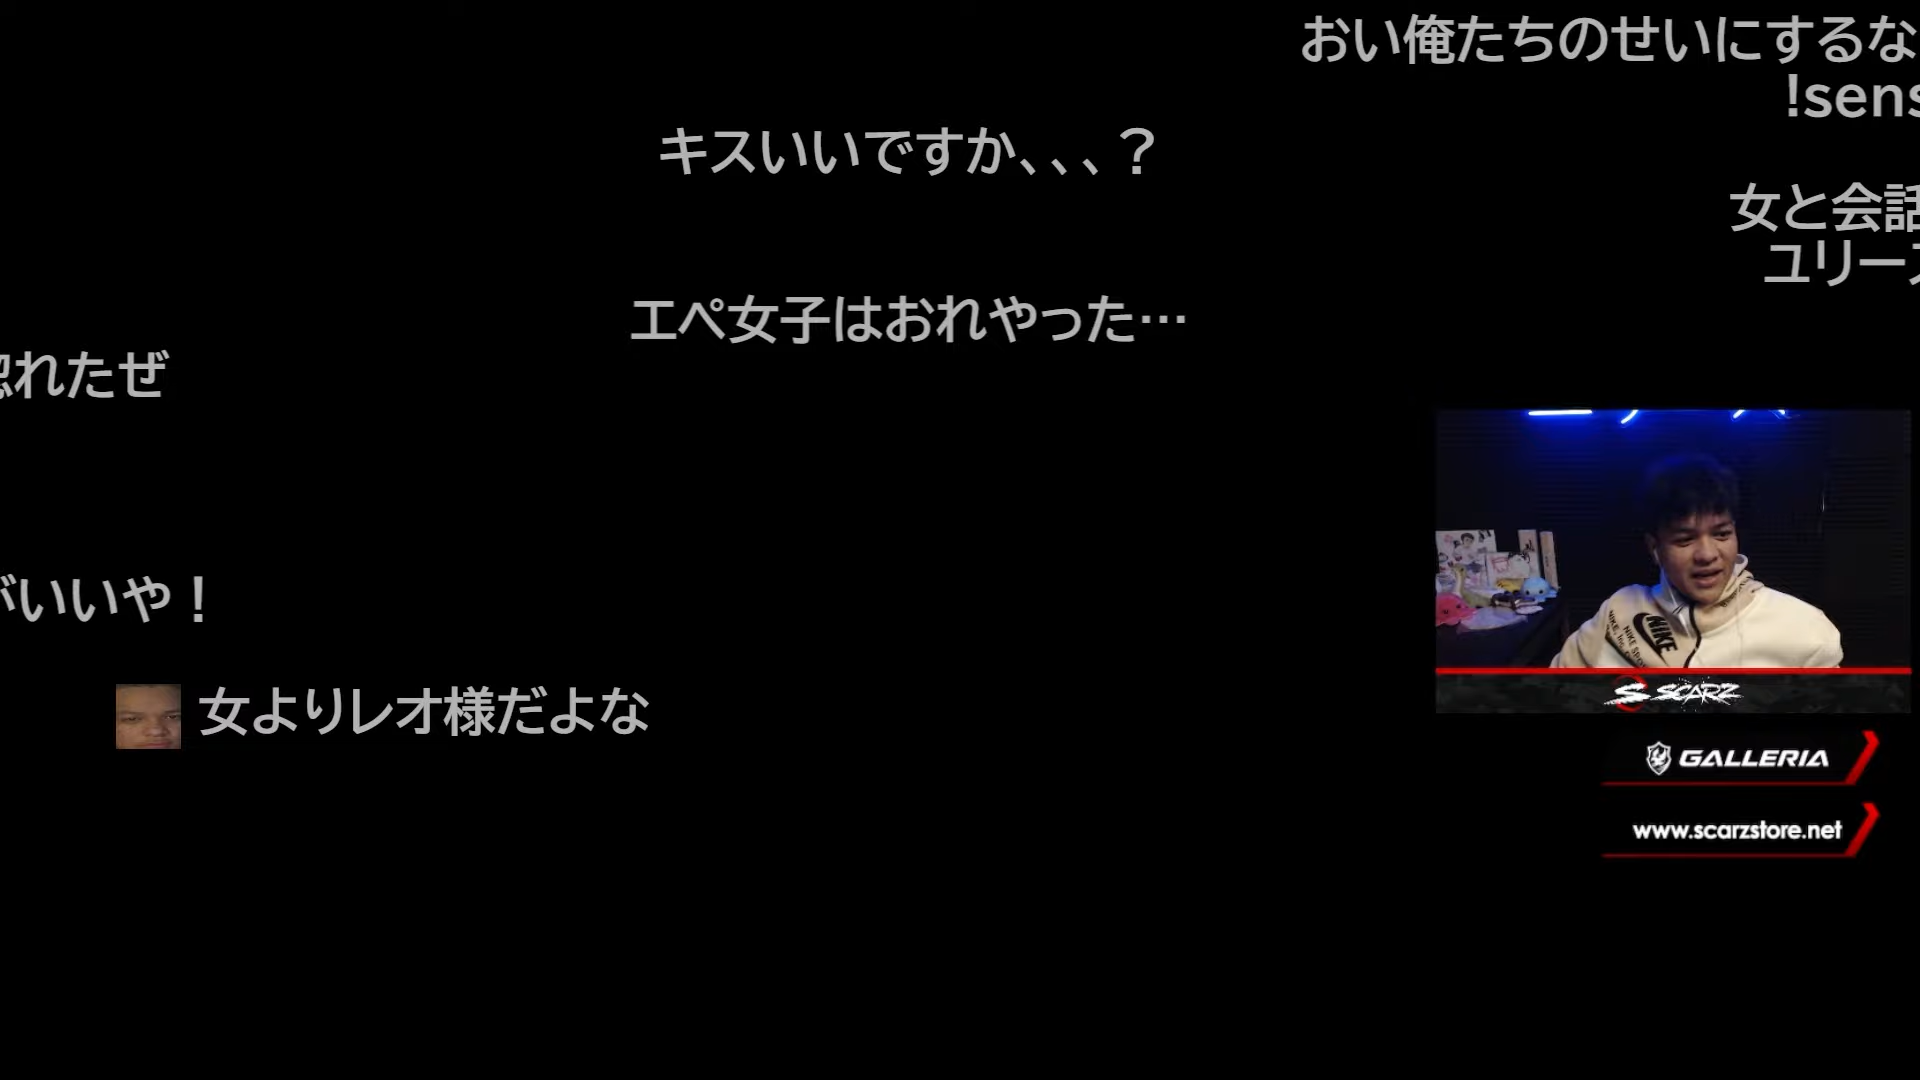 おい俺たちのせいにするな
!sens
キスいいですか、、、？
女と会話
ユリー
エペ女子はおれやった…
惚れたぜ
がいいや！
女よりレオ様だよな
NIKE
SCARZ
GALLERIA
www.scarzstore.net